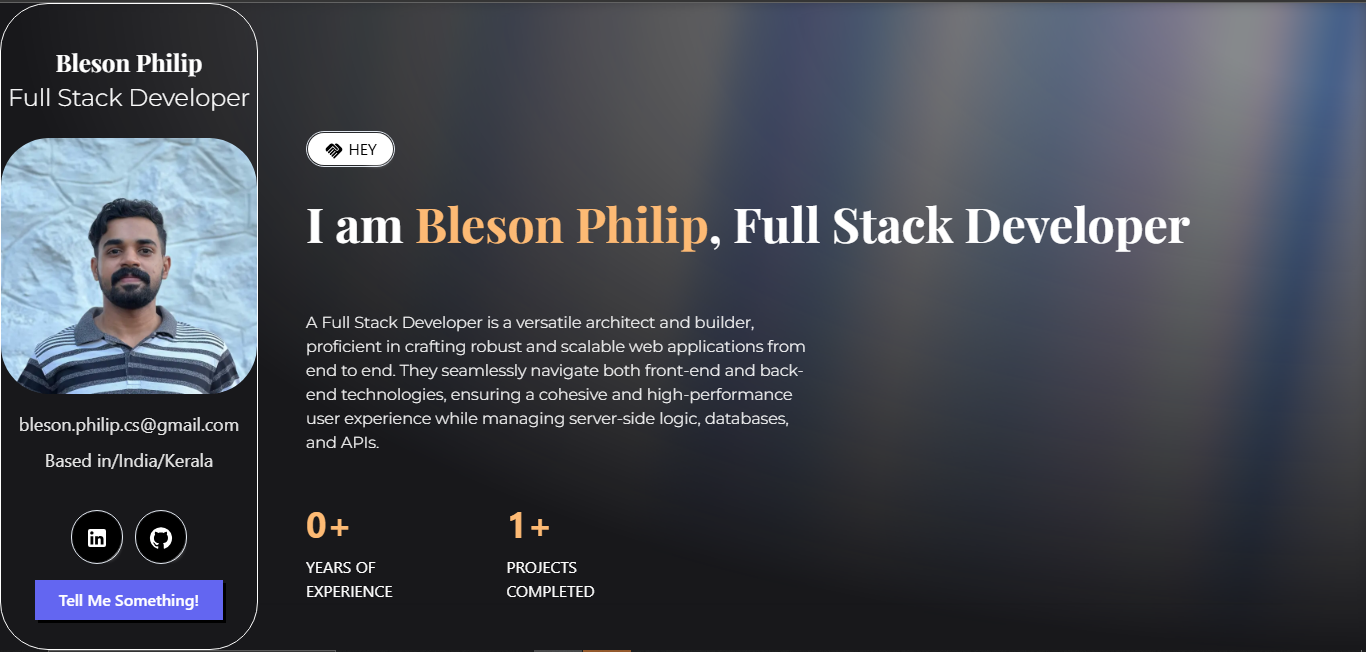 Bleson Philip
Full Stack Developer
bleson.philip.cs@gmail.com
Based in/India/Kerala
in
Tell Me Something!
HEY
I am Bleson Philip, Full Stack Developer
A Full Stack Developer is a versatile architect and builder,
proficient in crafting robust and scalable web applications from
end to end. They seamlessly navigate both front-end and back-
end technologies, ensuring a cohesive and high-performance
user experience while managing server-side logic, databases,
and APIs.
0+
YEARS OF
EXPERIENCE
1+
PROJECTS
COMPLETED